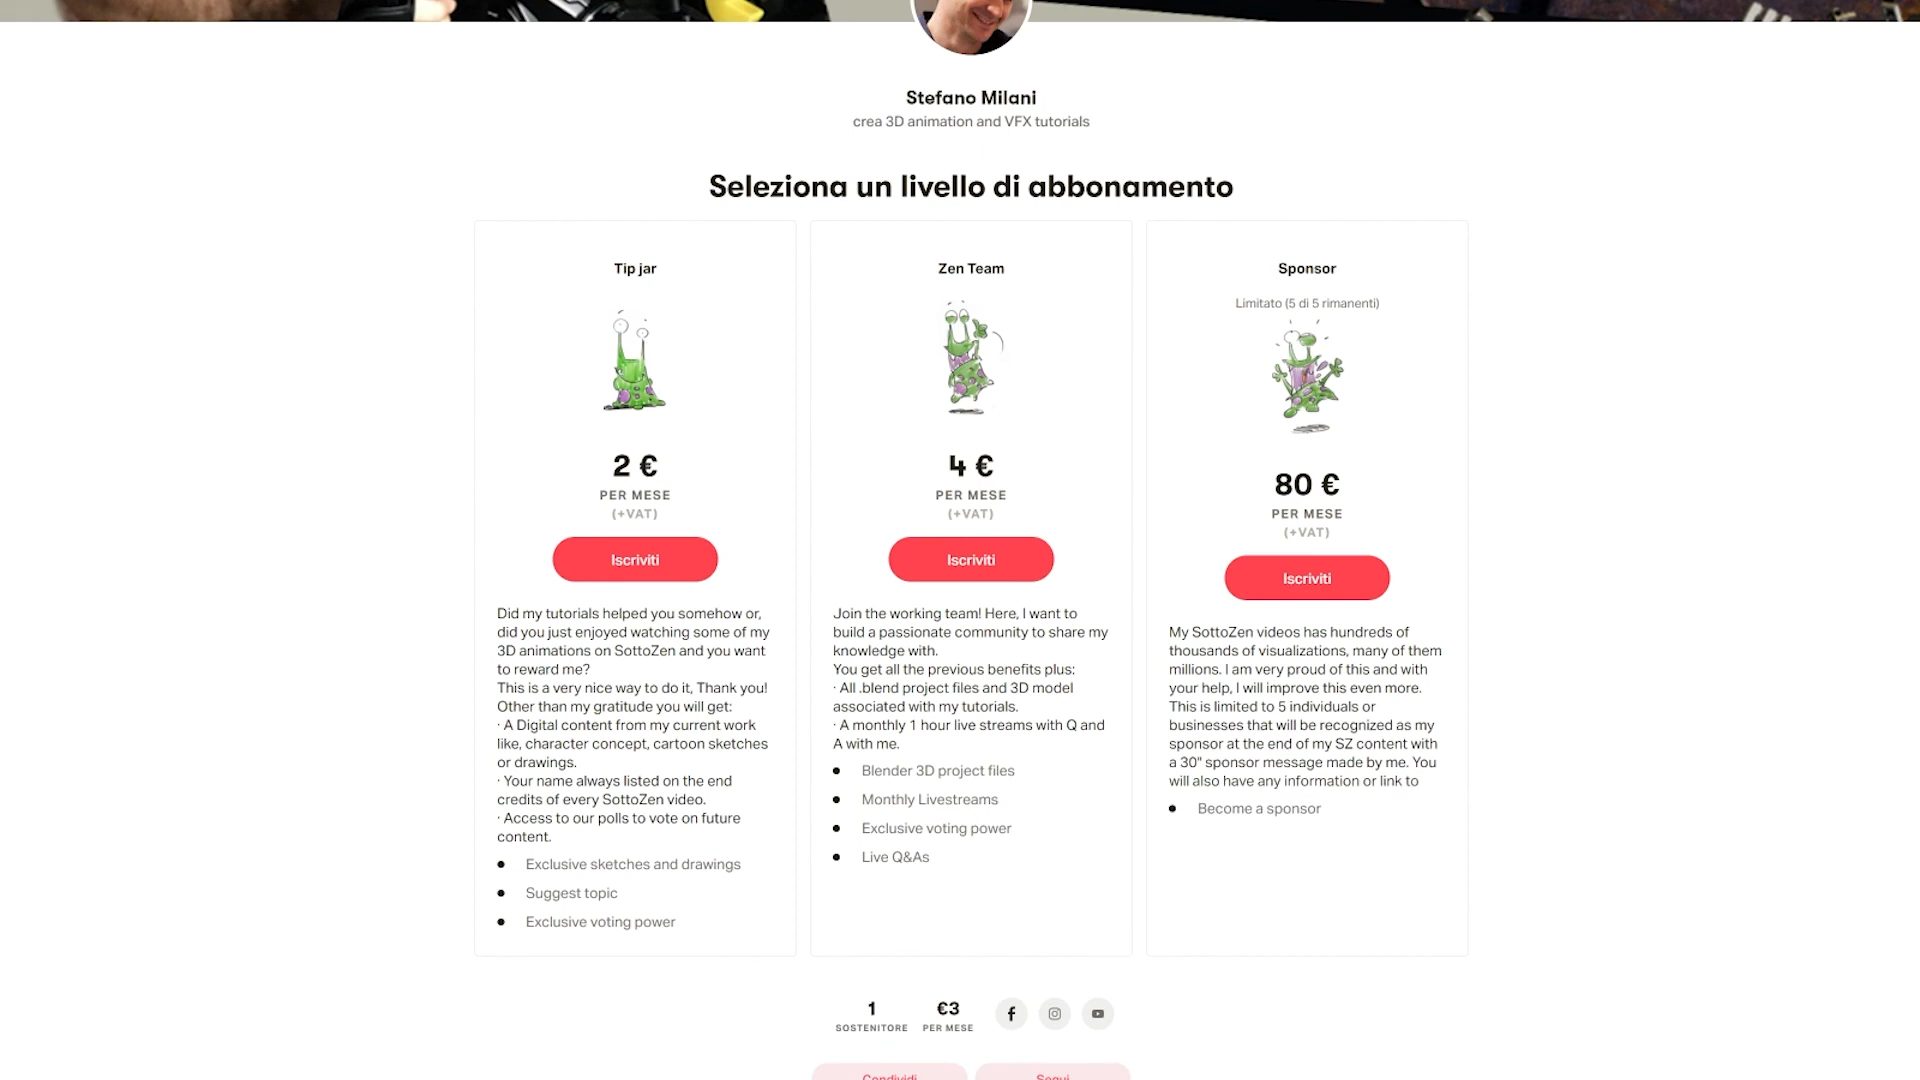 Stefano Milani
crea 3D animation and VFX tutorials
Seleziona un livello di abbonamento
Tip jar
2 €
PER MESE
(+VAT)
Iscriviti
Did my tutorials helped you somehow or,
did you just enjoyed watching some of my
3D animations on SottoZen and you want
to reward me?
This is a very nice way to do it, Thank you!
Other than my gratitude you will get:
· A Digital content from my current work
like, character concept, cartoon sketches
or drawings.
· Your name always listed on the end
credits of every SottoZen video.
· Access to our polls to vote on future
content.
Exclusive sketches and drawings
Suggest topic
Exclusive voting power
Zen Team
4 €
PER MESE
(+VAT)
Iscriviti
Join the working team! Here, I want to
build a passionate community to share my
knowledge with.
You get all the previous benefits plus:
· All .blend project files and 3D model
associated with my tutorials.
· A monthly 1 hour live streams with Q and
A with me.
Blender 3D project files
Monthly Livestreams
Exclusive voting power
Live Q&As
Sponsor
Limitato (5 di 5 rimanenti)
80 €
PER MESE
(+VAT)
Iscriviti
My SottoZen videos has hundreds of
thousands of visualizations, many of them
millions. I am very proud of this and with
your help, I will improve this even more.
This is limited to 5 individuals or
businesses that will be recognized as my
sponsor at the end of my SZ content with
a 30" sponsor message made by me. You
will also have any information or link to
Become a sponsor
1
SOSTENITORE
€3
PER MESE
Condividi
Segui